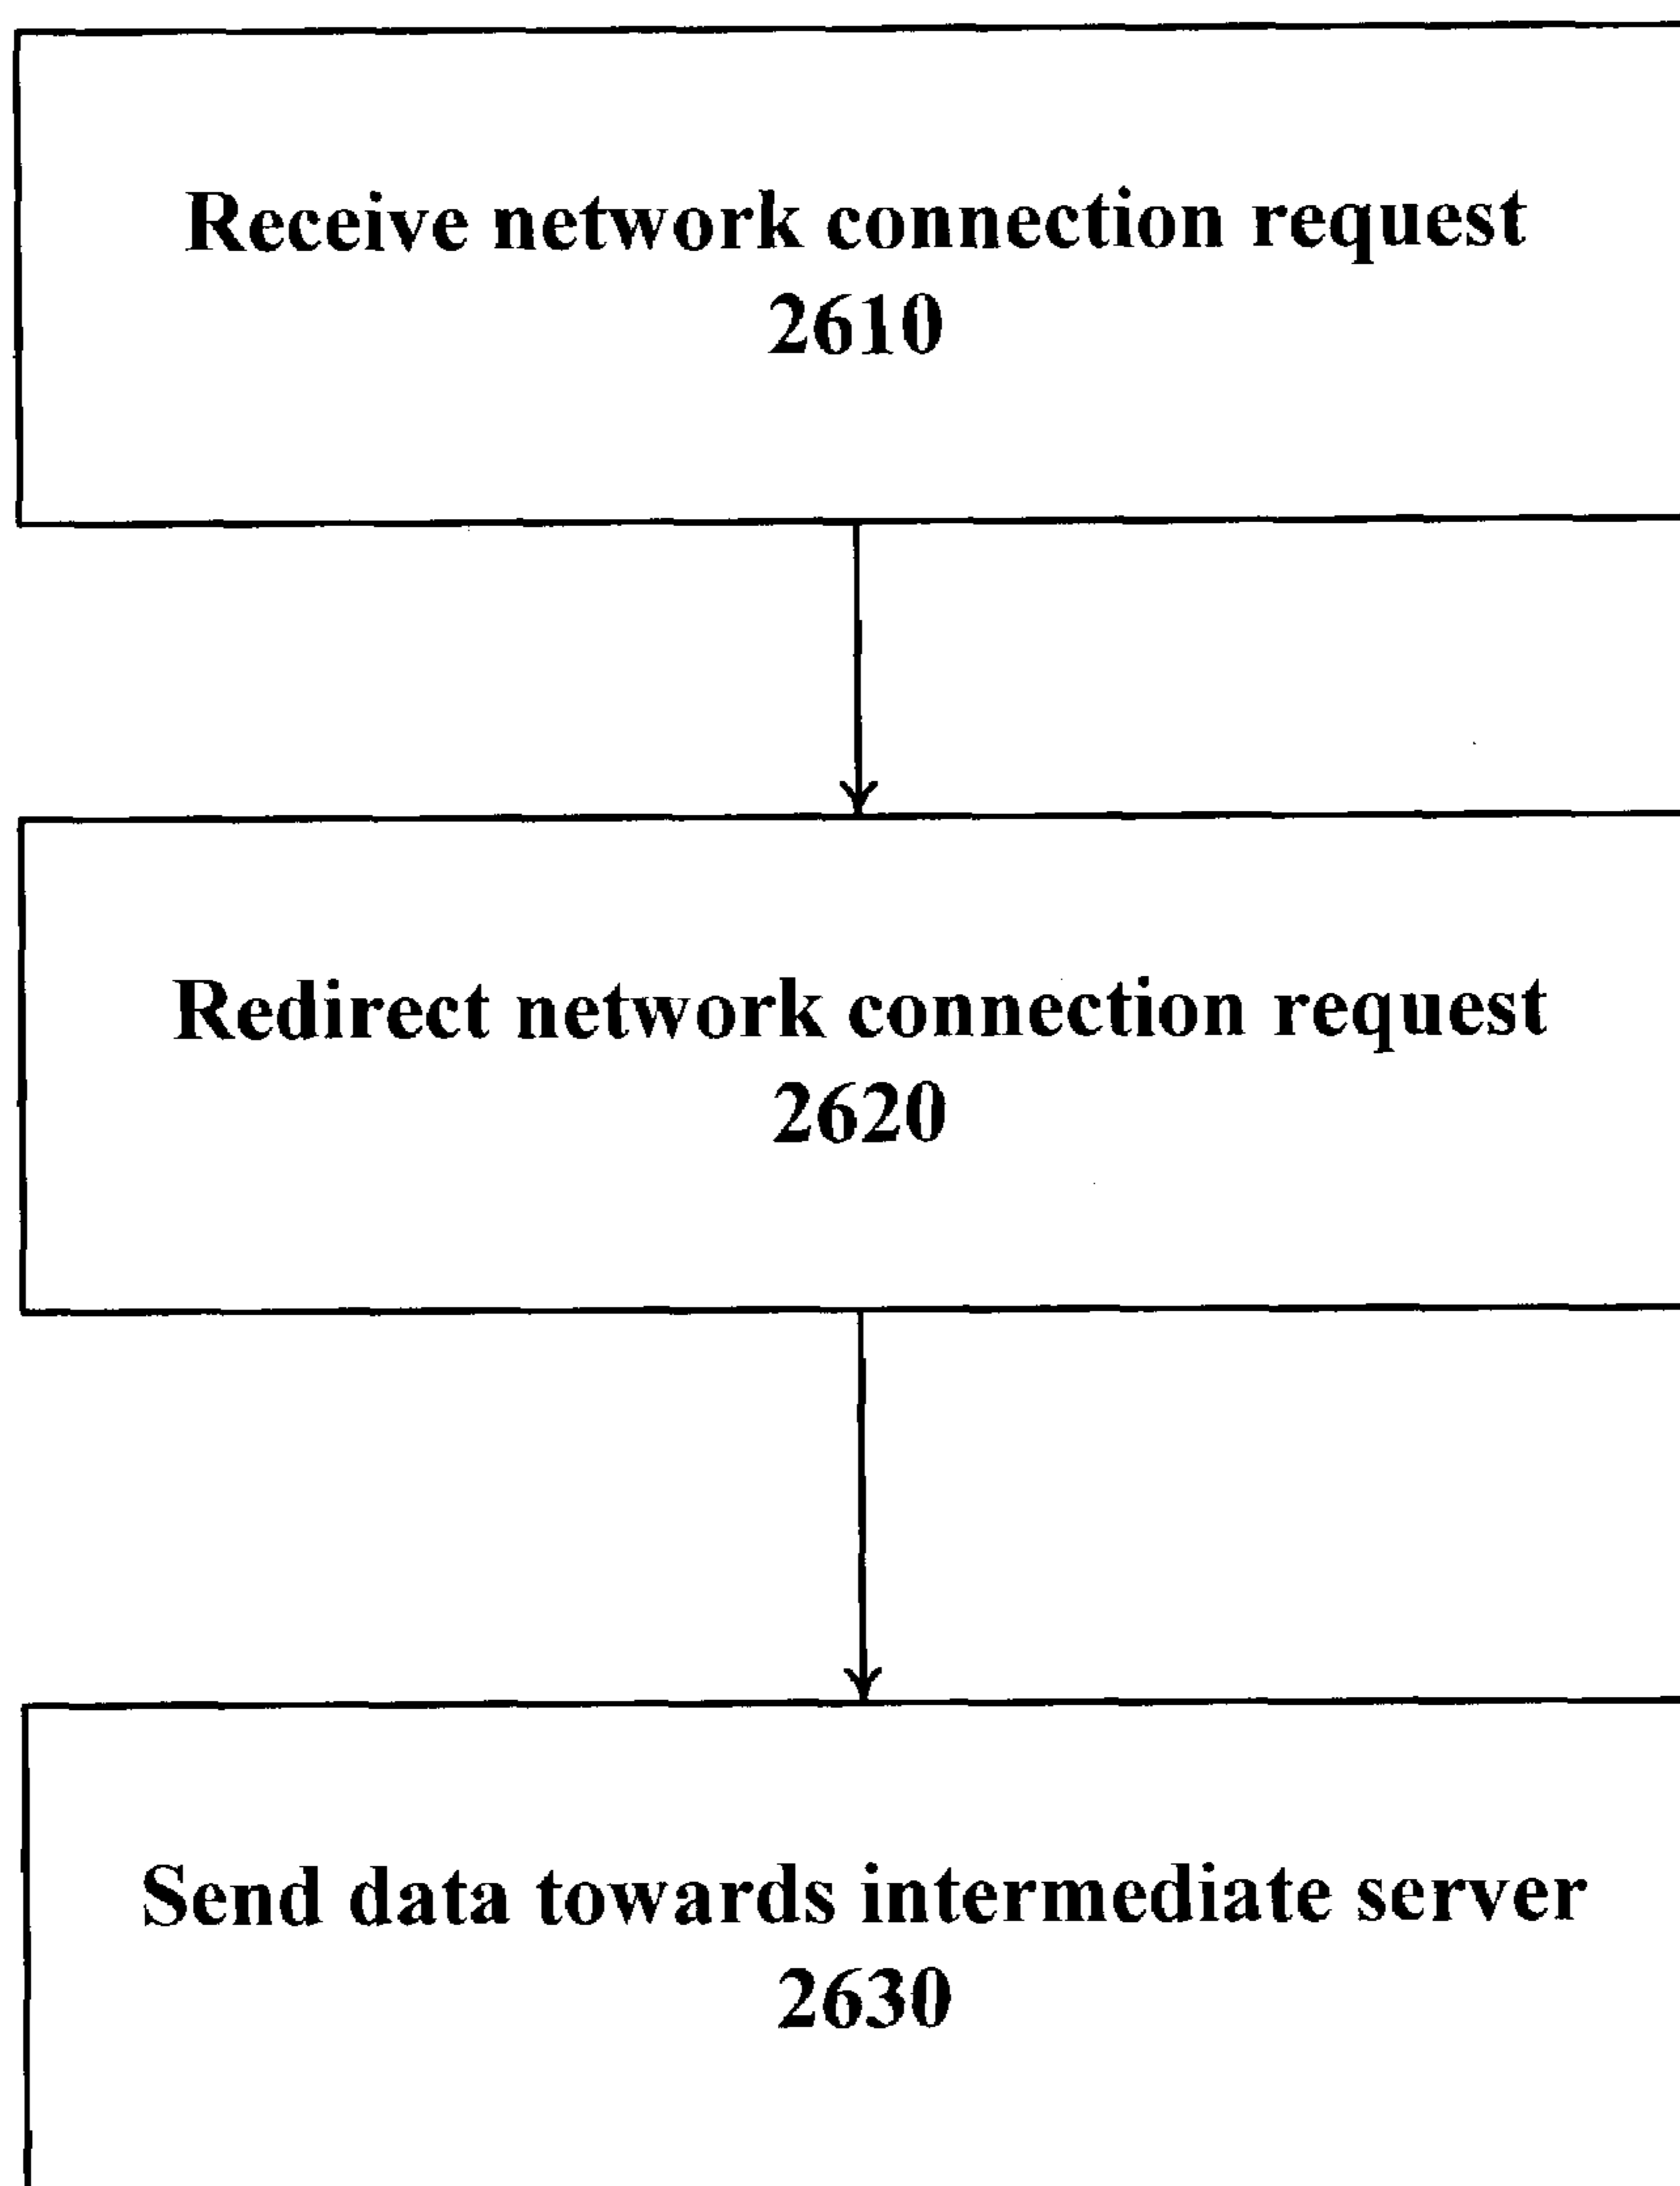 Receive network connection request
2610
Redirect network connection request
2620
Send data towards intermediate server
2630